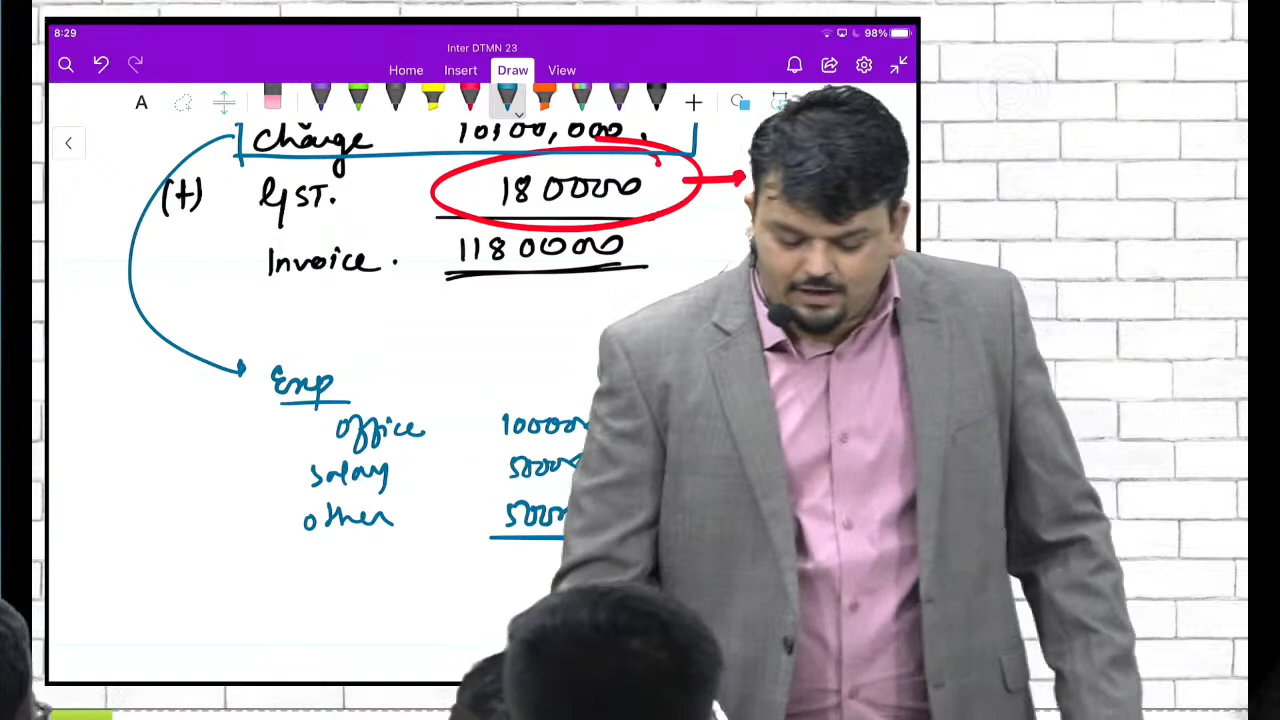 8:29
98%
Inter DTMN 23
Home Insert Draw View
A
Change 10,00,000.
(+) GST. 180000
Invoice. 1180000
Exp
office
salary
other